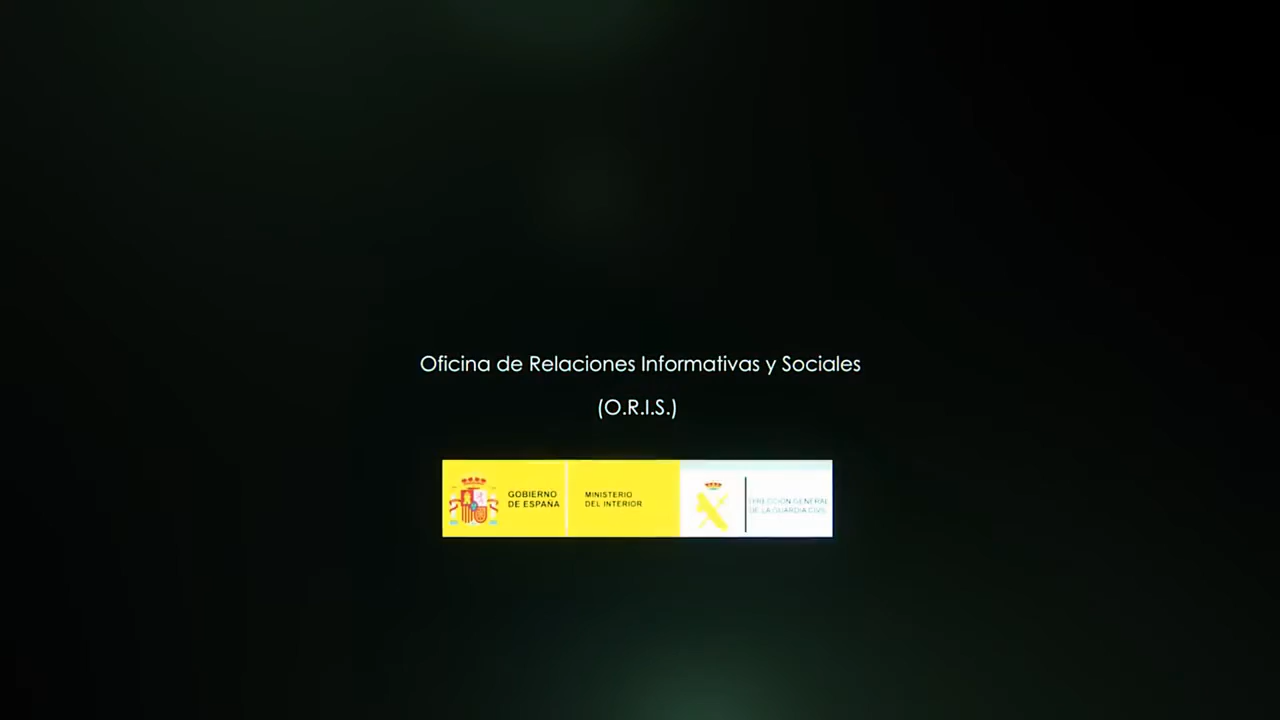 Oficina de Relaciones Informativas y Sociales
(O.R.I.S.)
GOBIERNO
DE ESPAÑA
MINISTERIO
DEL INTERIOR
DIRECCIÓN GENERAL
DE LA GUARDIA CIVIL